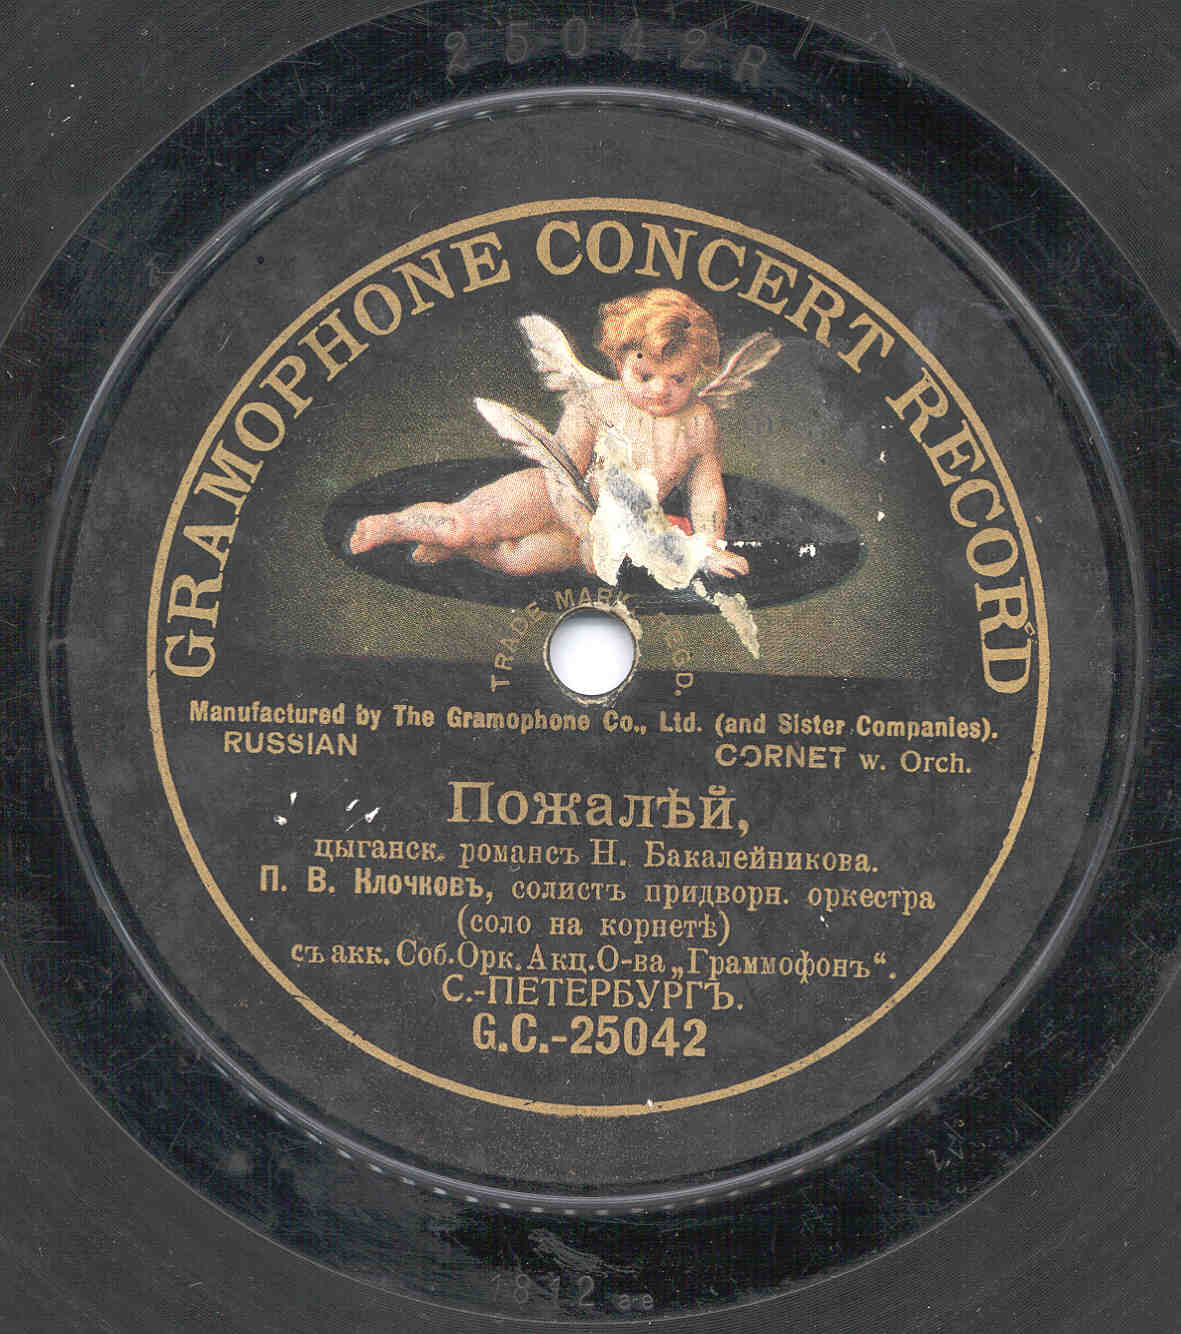 25042R
GRAMOPHONE CONCERT RECORD
TRADE MARK REGD.
Manufactured by The Gramophone Co., Ltd. (and Sister Companies).
RUSSIAN
CORNET w. Orch.
Пожалѣй,
цыганск. романсъ Н. Бакалейникова.
П. В. Клочковъ, солистъ придворн. оркестра
(соло на корнетѣ)
съ акк. Соб. Орк. Акц. О-ва „Граммофонъ“.
С.-ПЕТЕРБУРГЪ.
G.C.-25042
1812 ae